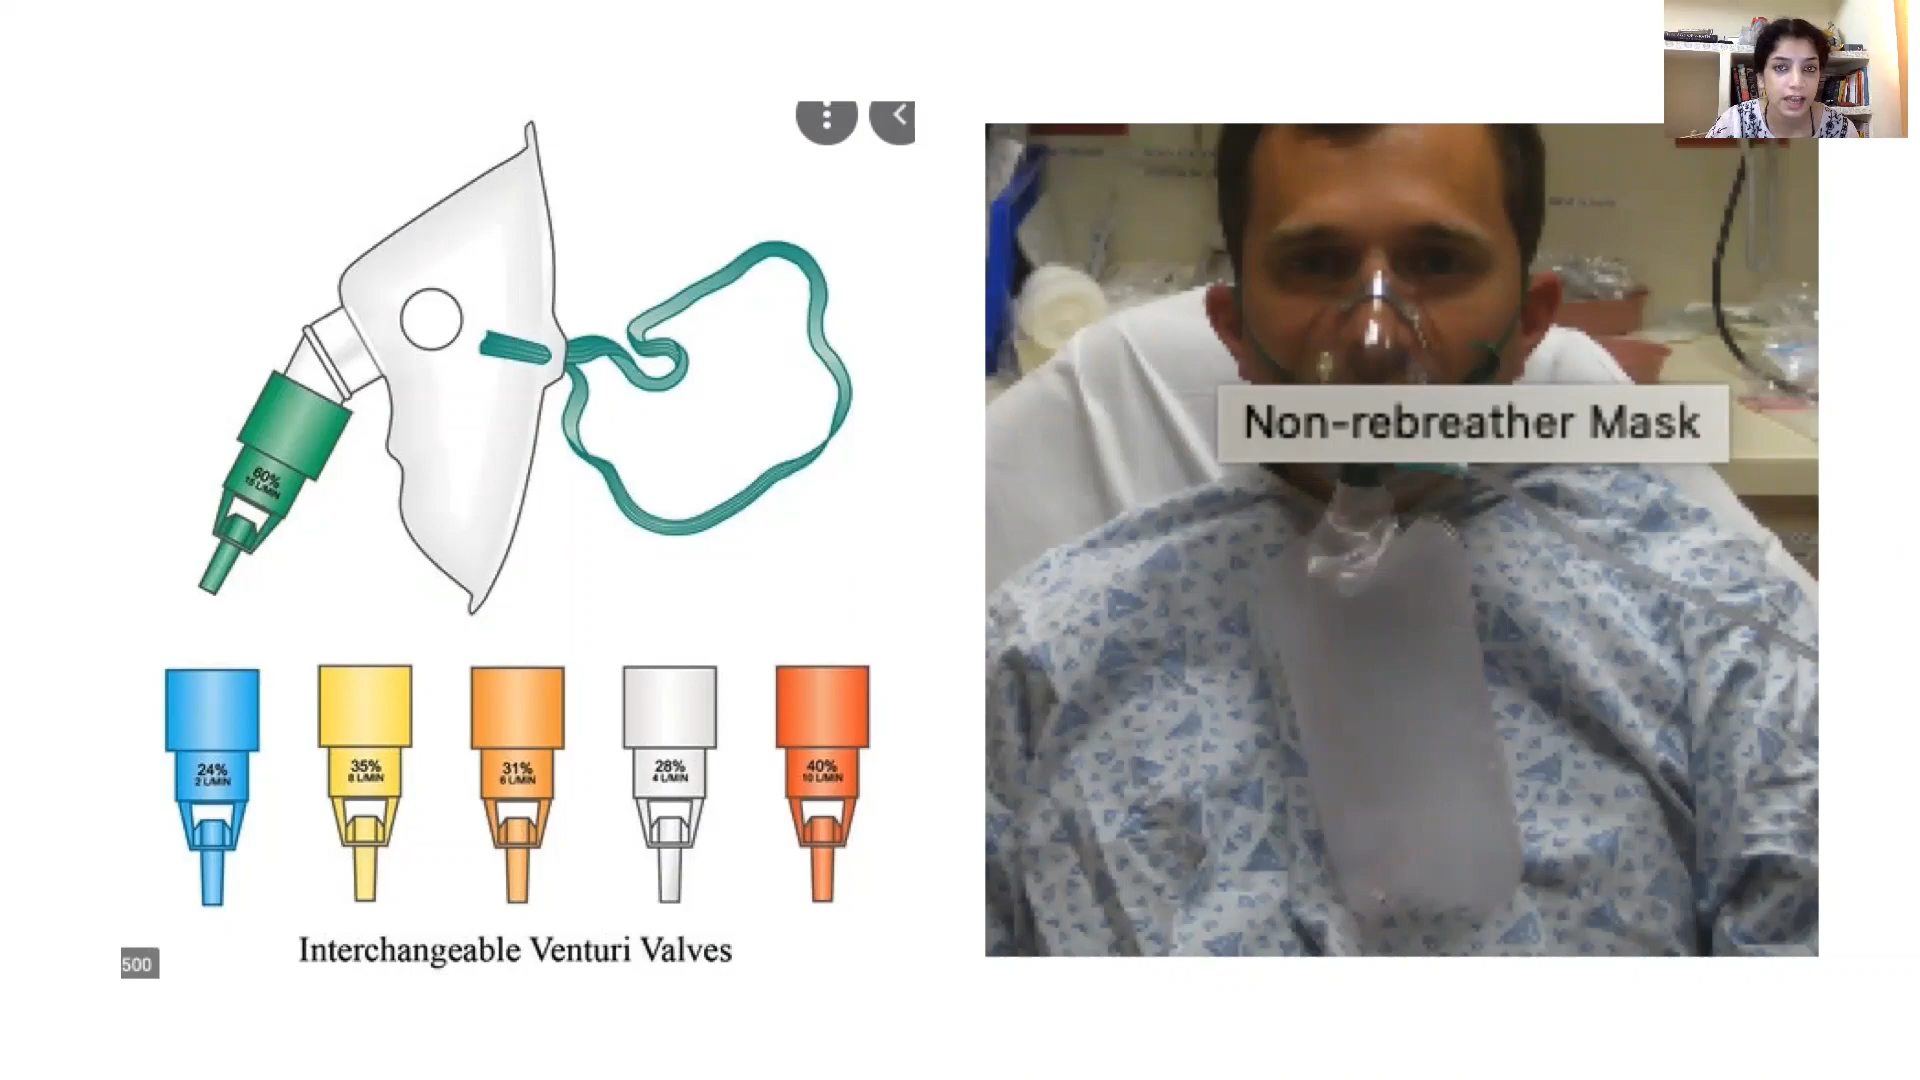 60%
15 L/MIN
24%
2 L/MIN
35%
8 L/MIN
31%
6 L/MIN
28%
4 L/MIN
40%
10 L/MIN
Interchangeable Venturi Valves
500
Non-rebreather Mask